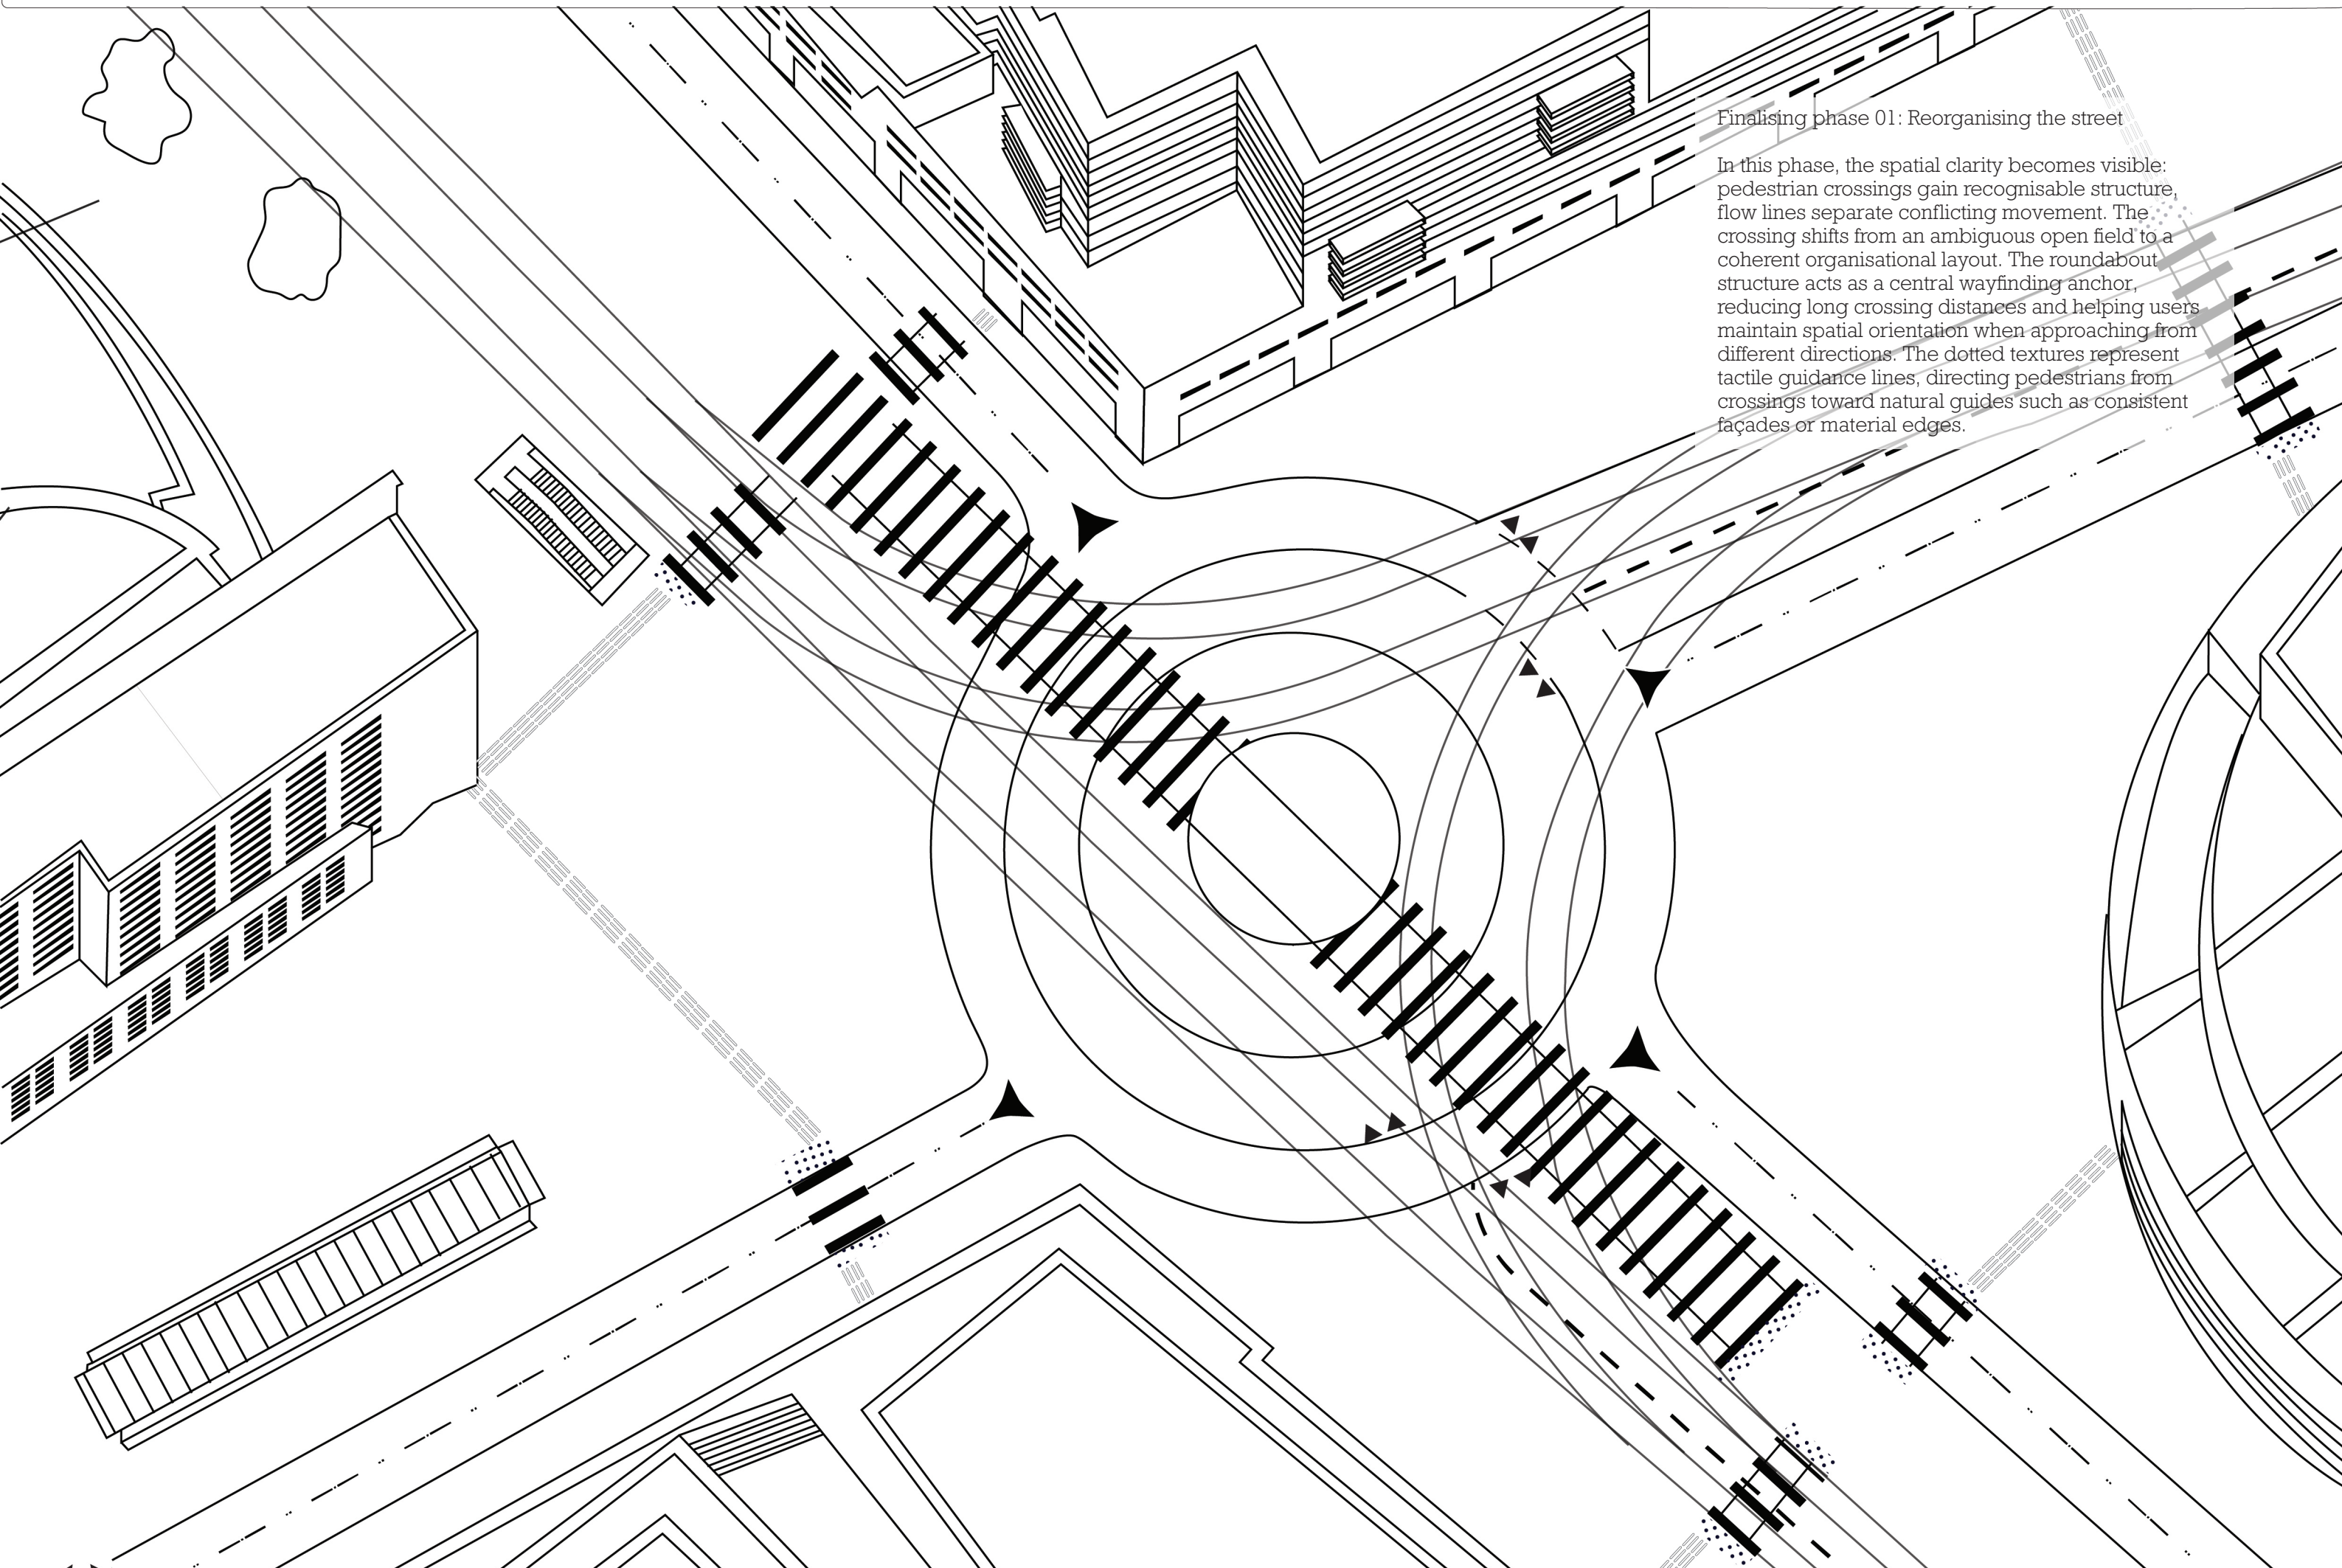 Finalising phase 01: Reorganising the street
In this phase, the spatial clarity becomes visible:
pedestrian crossings gain recognisable structure,
flow lines separate conflicting movement. The
crossing shifts from an ambiguous open field to a
coherent organisational layout. The roundabout
structure acts as a central wayfinding anchor,
reducing long crossing distances and helping users
maintain spatial orientation when approaching from
different directions. The dotted textures represent
tactile guidance lines, directing pedestrians from
crossings toward natural guides such as consistent
façades or material edges.